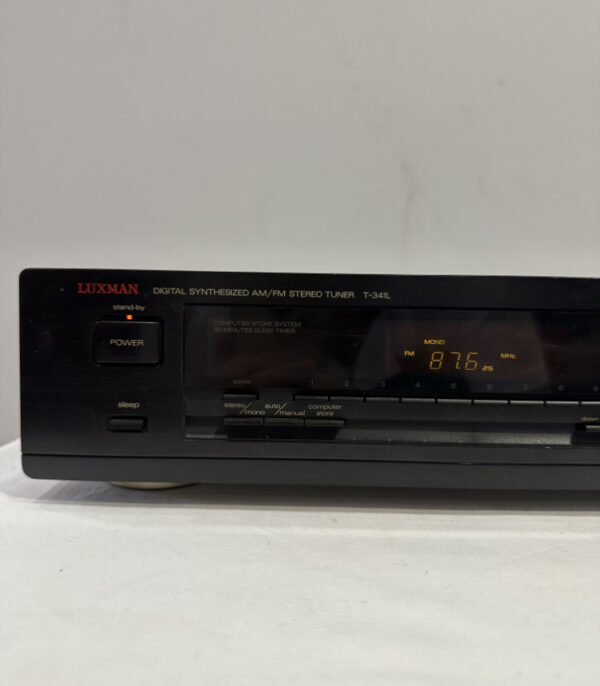 LUXMAN DIGITAL SYNTHESIZED AM/FM STEREO TUNER T-341L
stand-by
POWER
COMPUTER STORE SYSTEM
90 MINUTES SLEEP TIMER
MONO
FM 87.6 25 MHz
store 1 2 3 4 5 6 7 8 9
sleep
stereo/mono auto/manual computer store
down